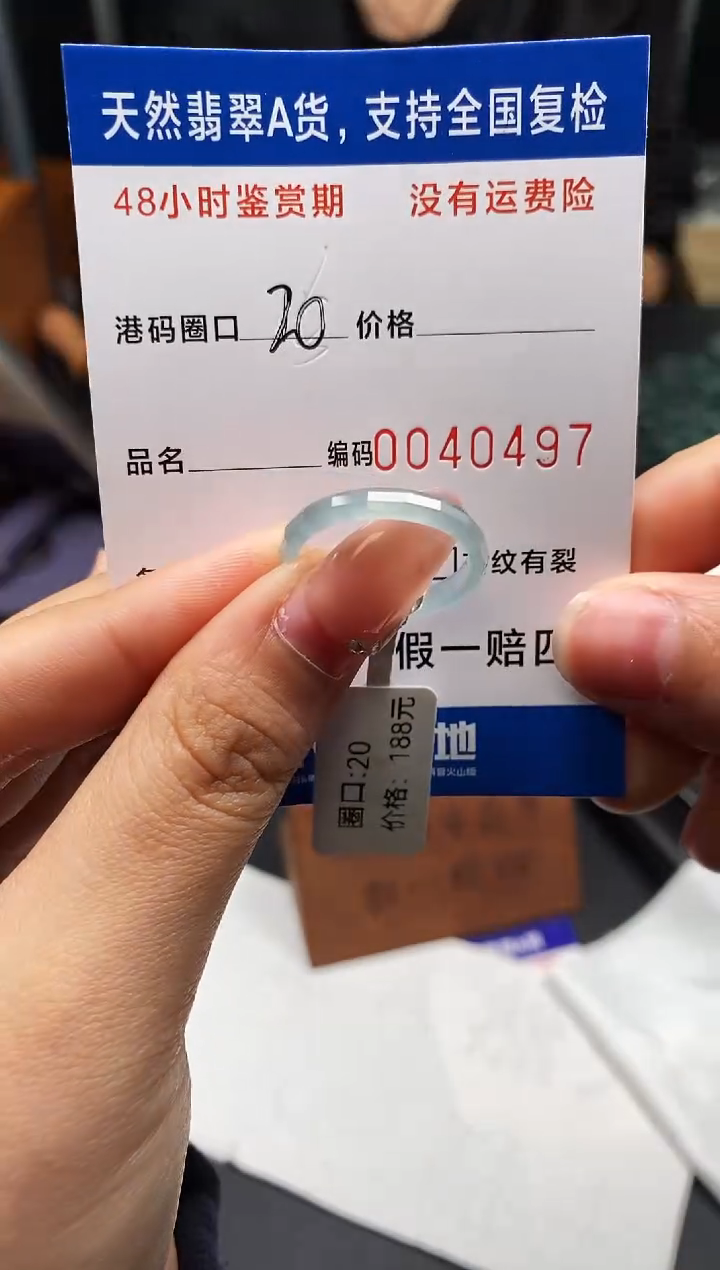 天然翡翠A货，支持全国复检
48小时鉴赏期 没有运费险
港码圈口 20 价格
品名 编码0040497
纹有裂
假一赔四
地
圈口:20
价格: 188元